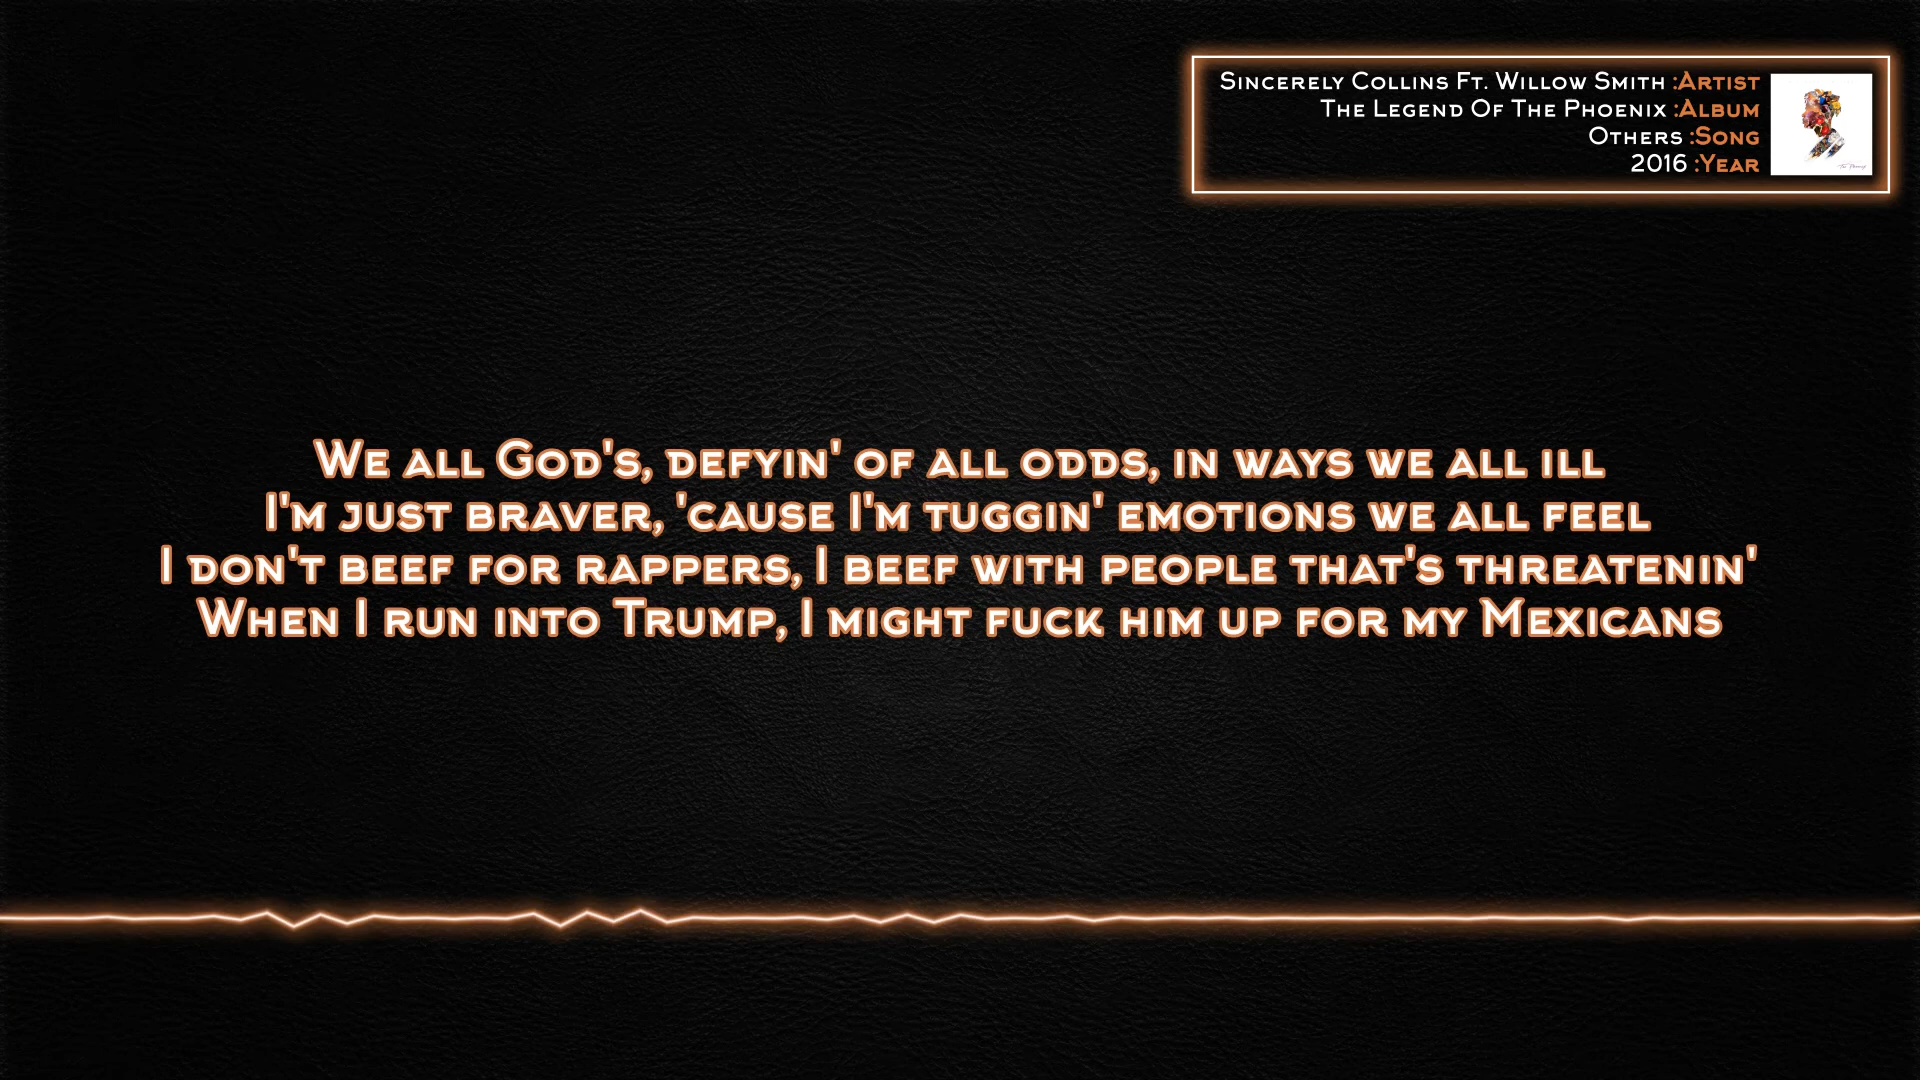 Sincerely Collins Ft. Willow Smith :Artist
The Legend Of The Phoenix :Album
Others :Song
2016 :Year
We all God's, defyin' of all odds, in ways we all ill
I'm just braver, 'cause I'm tuggin' emotions we all feel
I don't beef for rappers, I beef with people that's threatenin'
When I run into Trump, I might fuck him up for my Mexicans